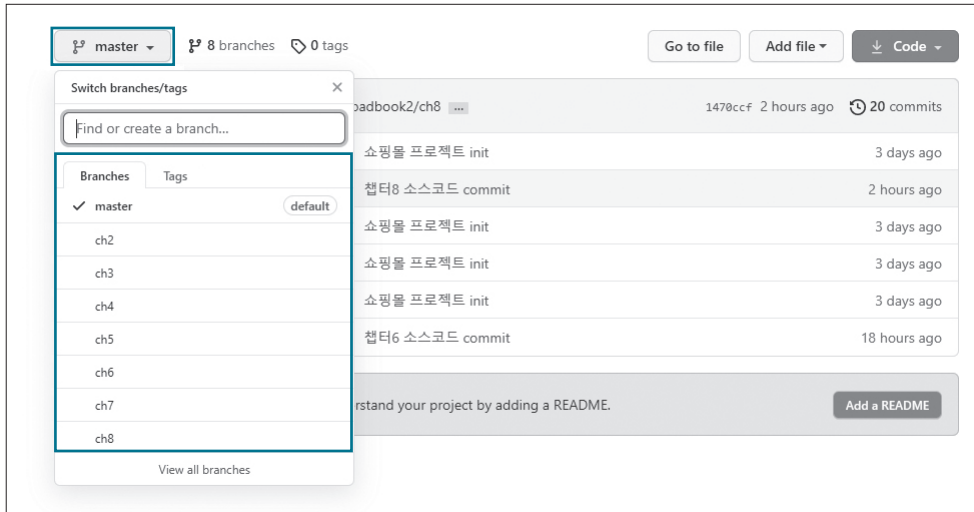 master 8 branches 0 tags Go to file Add file Code
Switch branches/tags
Find or create a branch...
Branches Tags
master default
ch2
ch3
ch4
ch5
ch6
ch7
ch8
View all branches
adbook2/ch8 ... 1470ccf 2 hours ago 20 commits
쇼핑몰 프로젝트 init 3 days ago
챕터8 소스코드 commit 2 hours ago
쇼핑몰 프로젝트 init 3 days ago
쇼핑몰 프로젝트 init 3 days ago
쇼핑몰 프로젝트 init 3 days ago
챕터6 소스코드 commit 18 hours ago
rstand your project by adding a README. Add a README